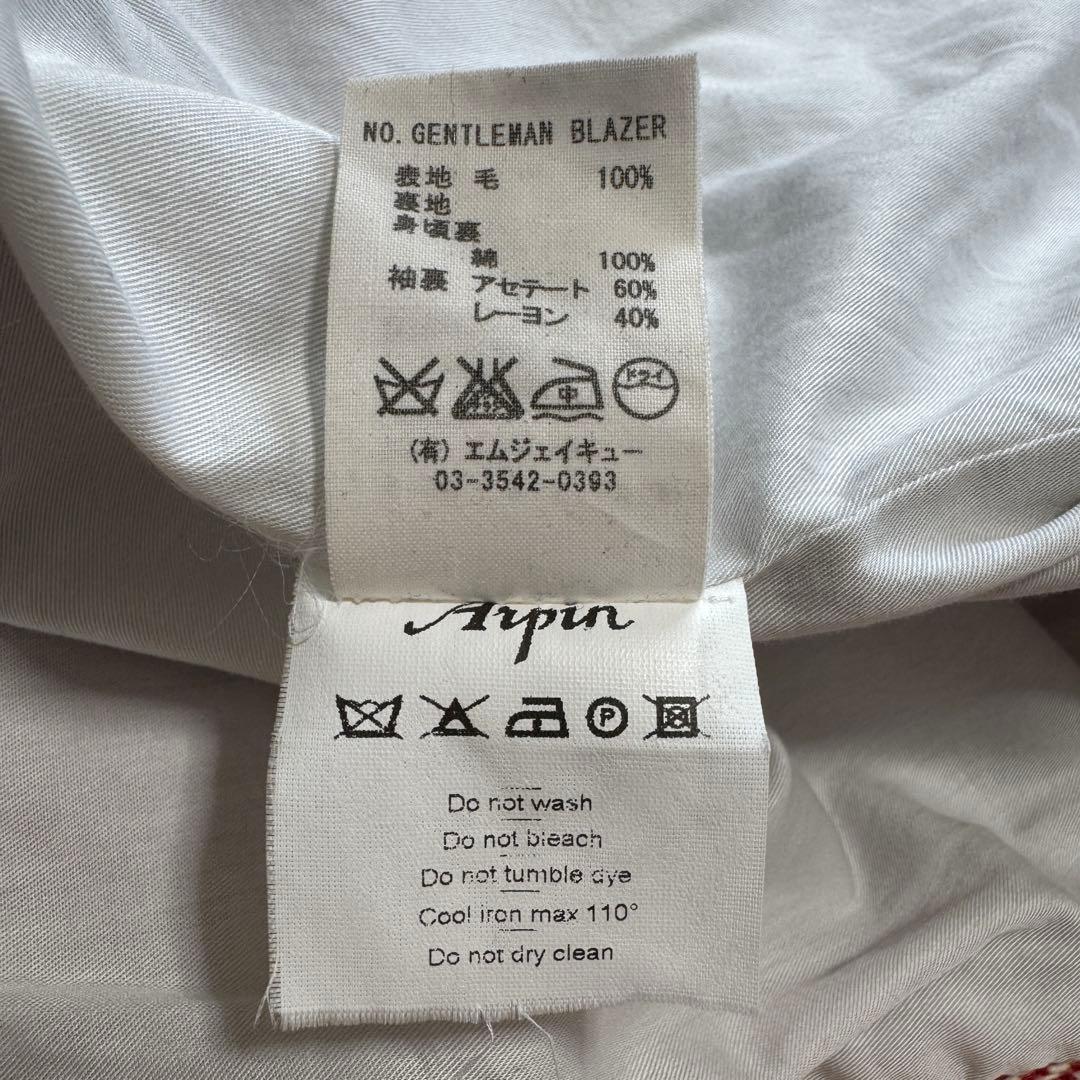 NO. GENTLEMAN BLAZER
表地 毛 100%
裏地
身頃裏
綿 100%
袖裏 アセテート 60%
レーヨン 40%
中 ドライ
(有) エムジェイキュー
03-3542-0393
Arpin
P
Do not wash
Do not bleach
Do not tumble dye
Cool iron max 110°
Do not dry clean